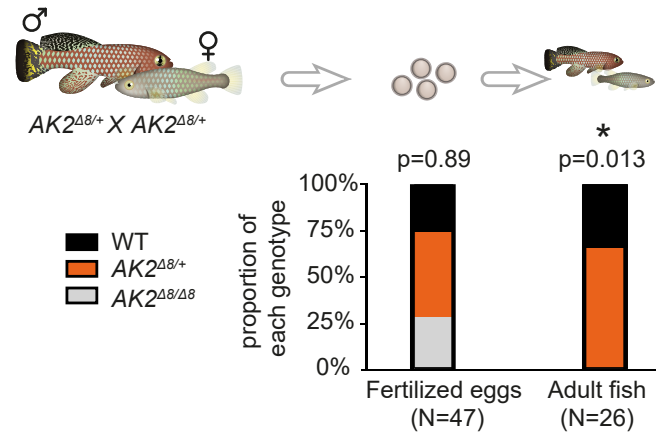 ♂
♀
AK2Δ8/+ X AK2Δ8/+
*
p=0.89
p=0.013
WT
AK2Δ8/+
AK2Δ8/Δ8
proportion of
each genotype
100%
75%
50%
25%
0%
Fertilized eggs
(N=47)
Adult fish
(N=26)